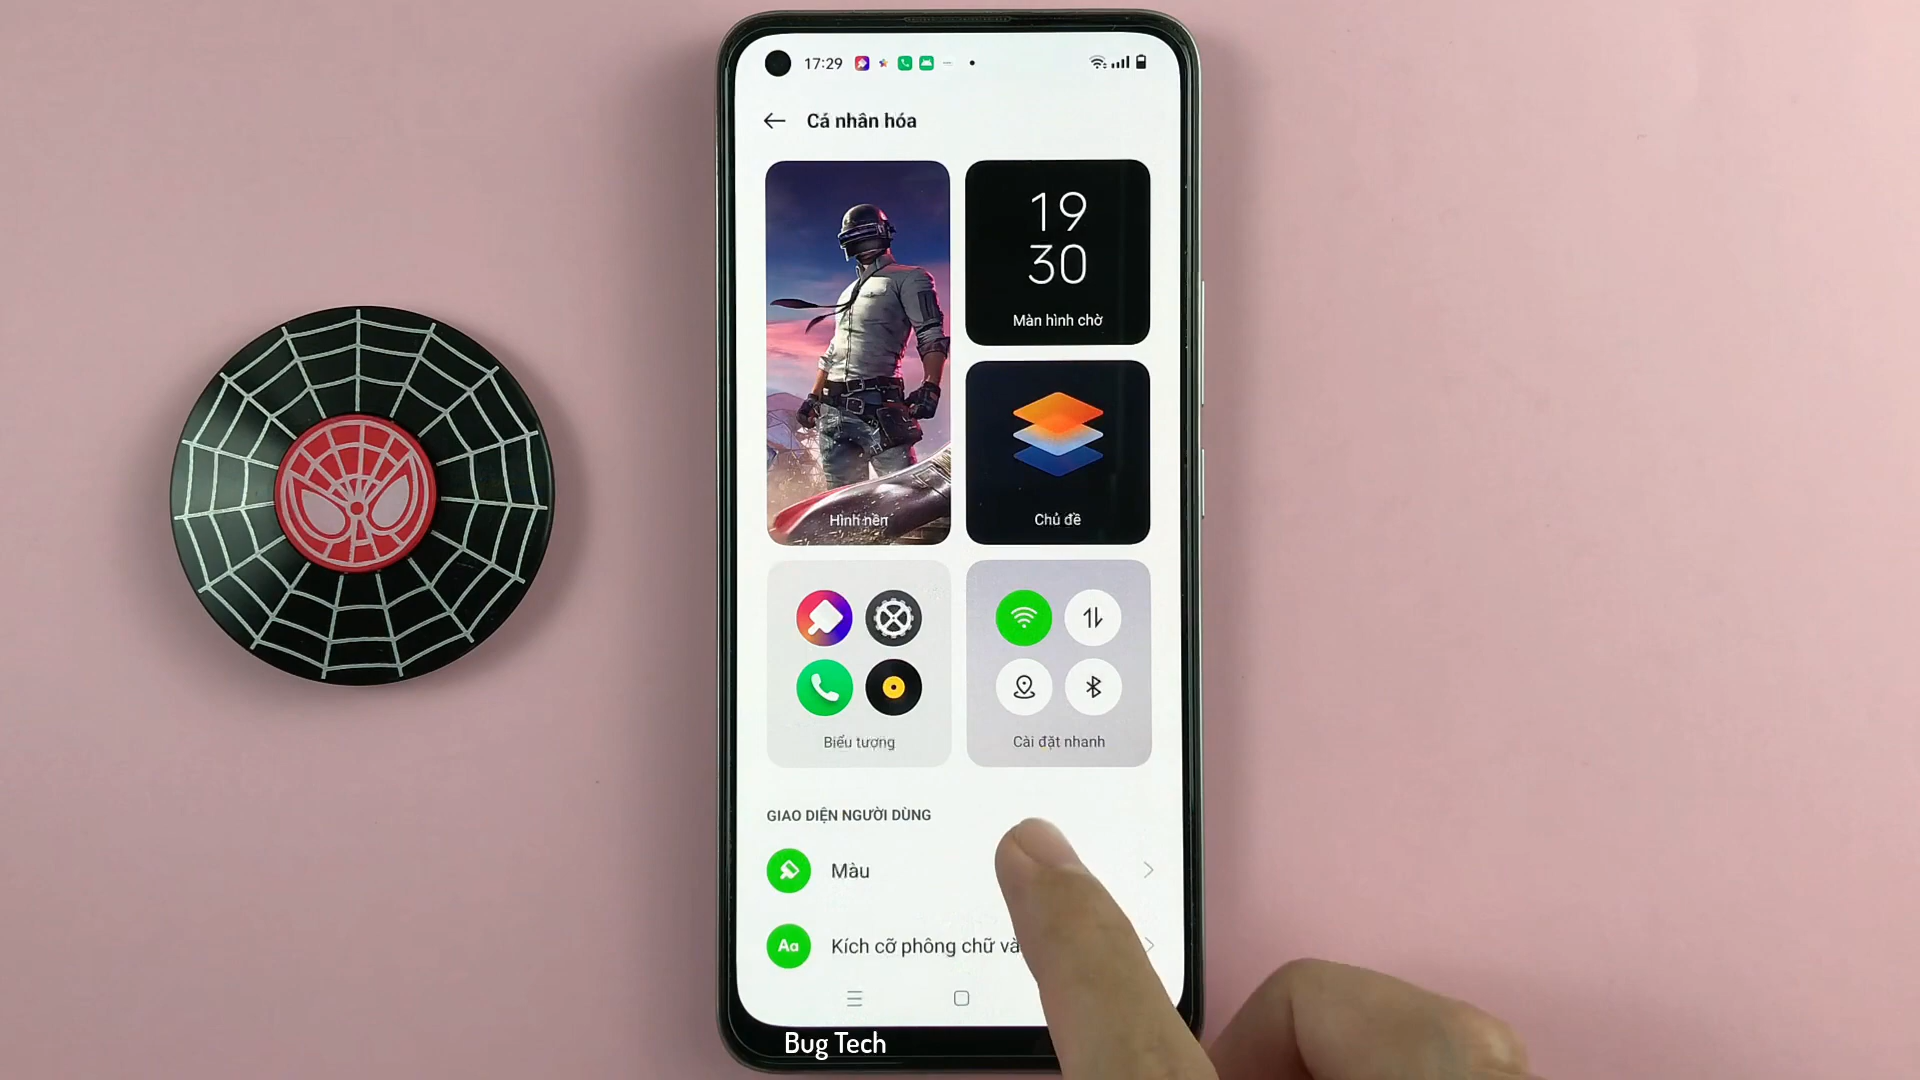 17:29
Cá nhân hóa
19
30
Màn hình chờ
Hình nền
Chủ đề
Biểu tượng
Cài đặt nhanh
GIAO DIỆN NGƯỜI DÙNG
Màu
Aa
Kích cỡ phông chữ và
Bug Tech